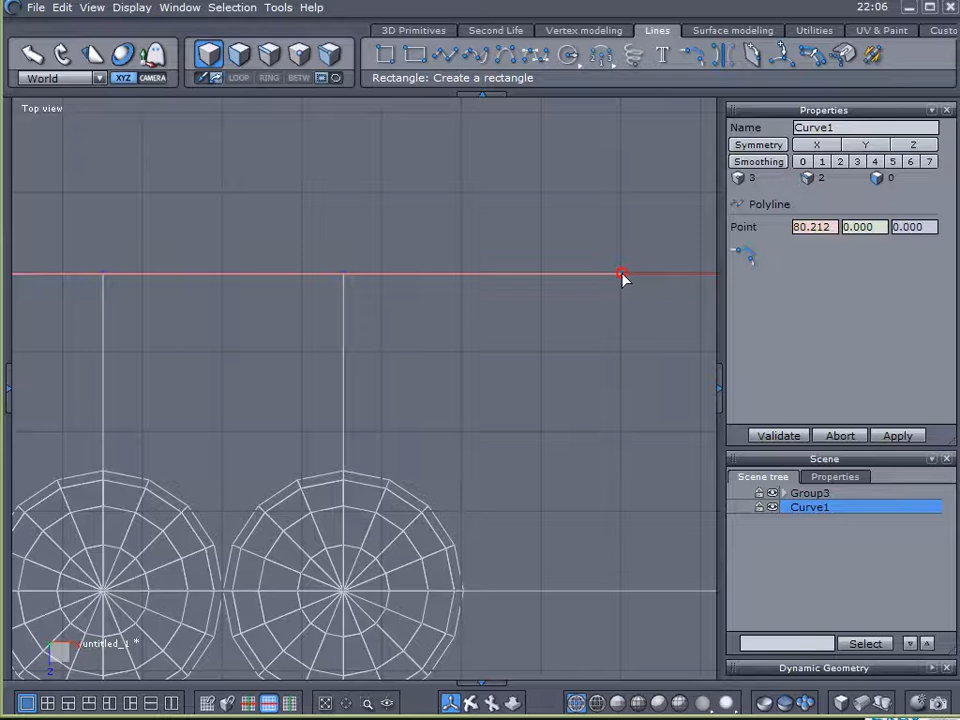 File Edit View Display Window Selection Tools Help 22:06
3D Primitives Second Life Vertex modeling Lines Surface modeling Utilities UV & Paint Custo
World XYZ CAMERA LOOP RING BETW Rectangle: Create a rectangle
Top view
Properties
Name Curve1
Symmetry X Y Z
Smoothing 0 1 2 3 4 5 6 7
3 2 0
Polyline
Point 80.212 0.000 0.000
Validate Abort Apply
Scene
Scene tree Properties
Group3
Curve1
Select
untitled_1 *
Z
Dynamic Geometry